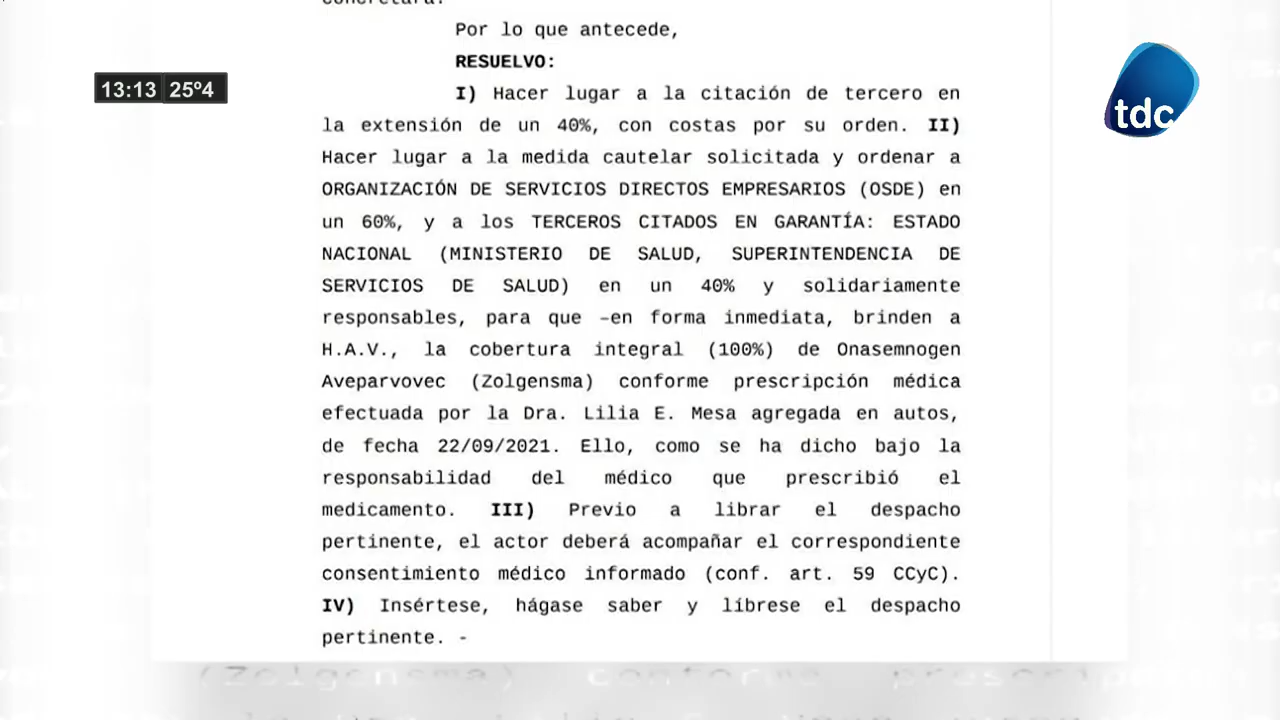 concretara.
Por lo que antecede,
RESUELVO:
13:13 25º4
tdc
I) Hacer lugar a la citación de tercero en
la extensión de un 40%, con costas por su orden. II)
Hacer lugar a la medida cautelar solicitada y ordenar a
ORGANIZACIÓN DE SERVICIOS DIRECTOS EMPRESARIOS (OSDE) en
un 60%, y a los TERCEROS CITADOS EN GARANTÍA: ESTADO
NACIONAL (MINISTERIO DE SALUD, SUPERINTENDENCIA DE
SERVICIOS DE SALUD) en un 40% y solidariamente
responsables, para que –en forma inmediata, brinden a
H.A.V., la cobertura integral (100%) de Onasemnogen
Aveparvovec (Zolgensma) conforme prescripción médica
efectuada por la Dra. Lilia E. Mesa agregada en autos,
de fecha 22/09/2021. Ello, como se ha dicho bajo la
responsabilidad del médico que prescribió el
medicamento. III) Previo a librar el despacho
pertinente, el actor deberá acompañar el correspondiente
consentimiento médico informado (conf. art. 59 CCyC).
IV) Insértese, hágase saber y líbrese el despacho
pertinente. -
(Zolgensma) conforme